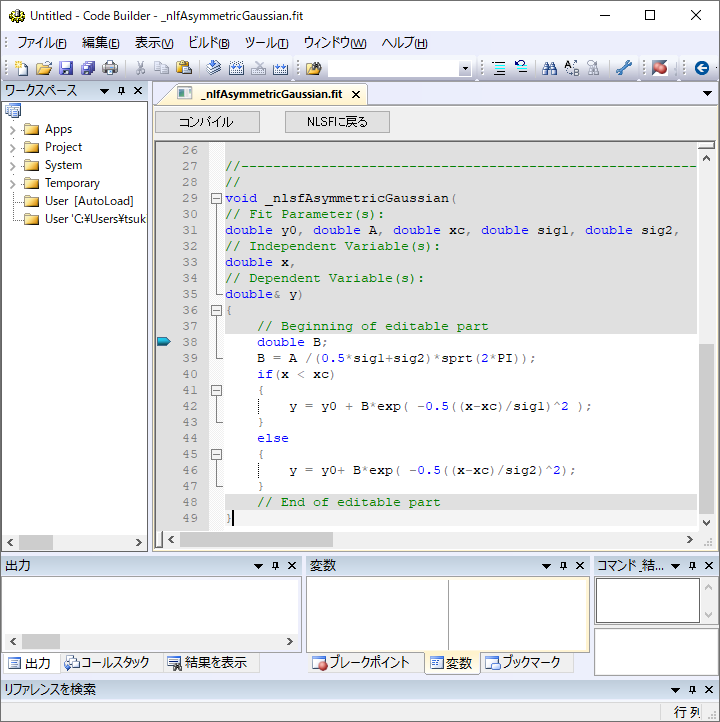 Untitled - Code Builder - _nlfAsymmetricGaussian.fit
ファイル(F) 編集(E) 表示(V) ビルド(B) ツール(T) ウィンドウ(W) ヘルプ(H)
ワークスペース
Apps
Project
System
Temporary
User [AutoLoad]
User 'C:¥Users¥tsuk
_nlfAsymmetricGaussian.fit
コンパイル NLSFに戻る
26
27 //----------------------------------------------------------
28 //
29 void _nlsfAsymmetricGaussian(
30 // Fit Parameter(s):
31 double y0, double A, double xc, double sig1, double sig2,
32 // Independent Variable(s):
33 double x,
34 // Dependent Variable(s):
35 double& y)
36 {
37 // Beginning of editable part
38 double B;
39 B = A /(0.5*sig1+sig2)*sprt(2*PI));
40 if(x < xc)
41 {
42 y = y0 + B*exp( -0.5((x-xc)/sig1)^2 );
43 }
44 else
45 {
46 y = y0+ B*exp( -0.5((x-xc)/sig2)^2);
47 }
48 // End of editable part
49 }
出力
出力 コールスタック 結果を表示
変数
ブレークポイント 変数 ブックマーク
コマンド_結...
リファレンスを検索
行 列